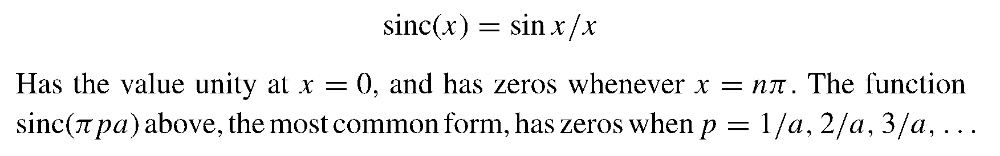 sinc(x) = sin x/x
Has the value unity at x = 0, and has zeros whenever x = nπ. The function
sinc(πpa) above, the most common form, has zeros when p = 1/a, 2/a, 3/a, . . .